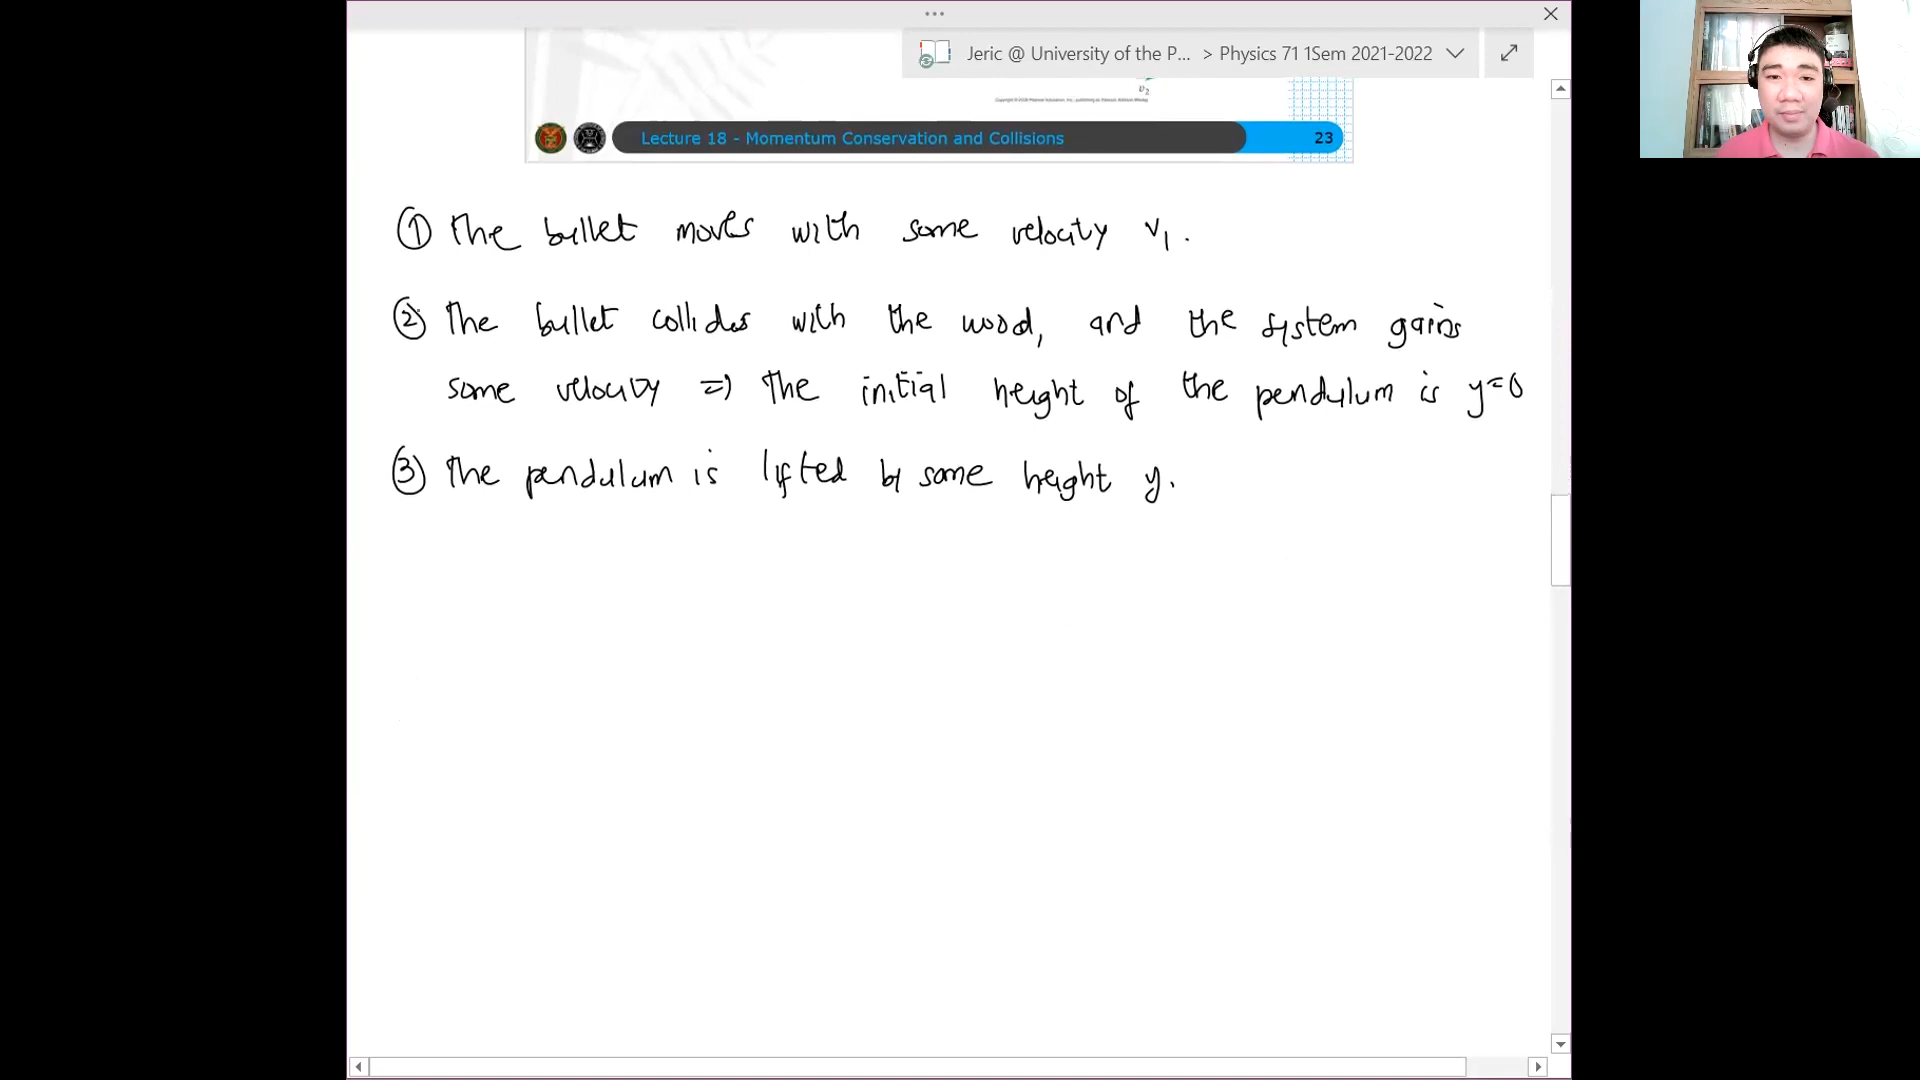 Jeric @ University of the P... > Physics 71 1Sem 2021-2022
v₂
Lecture 18 - Momentum Conservation and Collisions 23
① The bullet moves with some velocity v₁.
② The bullet collides with the wood, and the system gains
some velocity => The initial height of the pendulum is y=0
③ The pendulum is lifted by some height y.